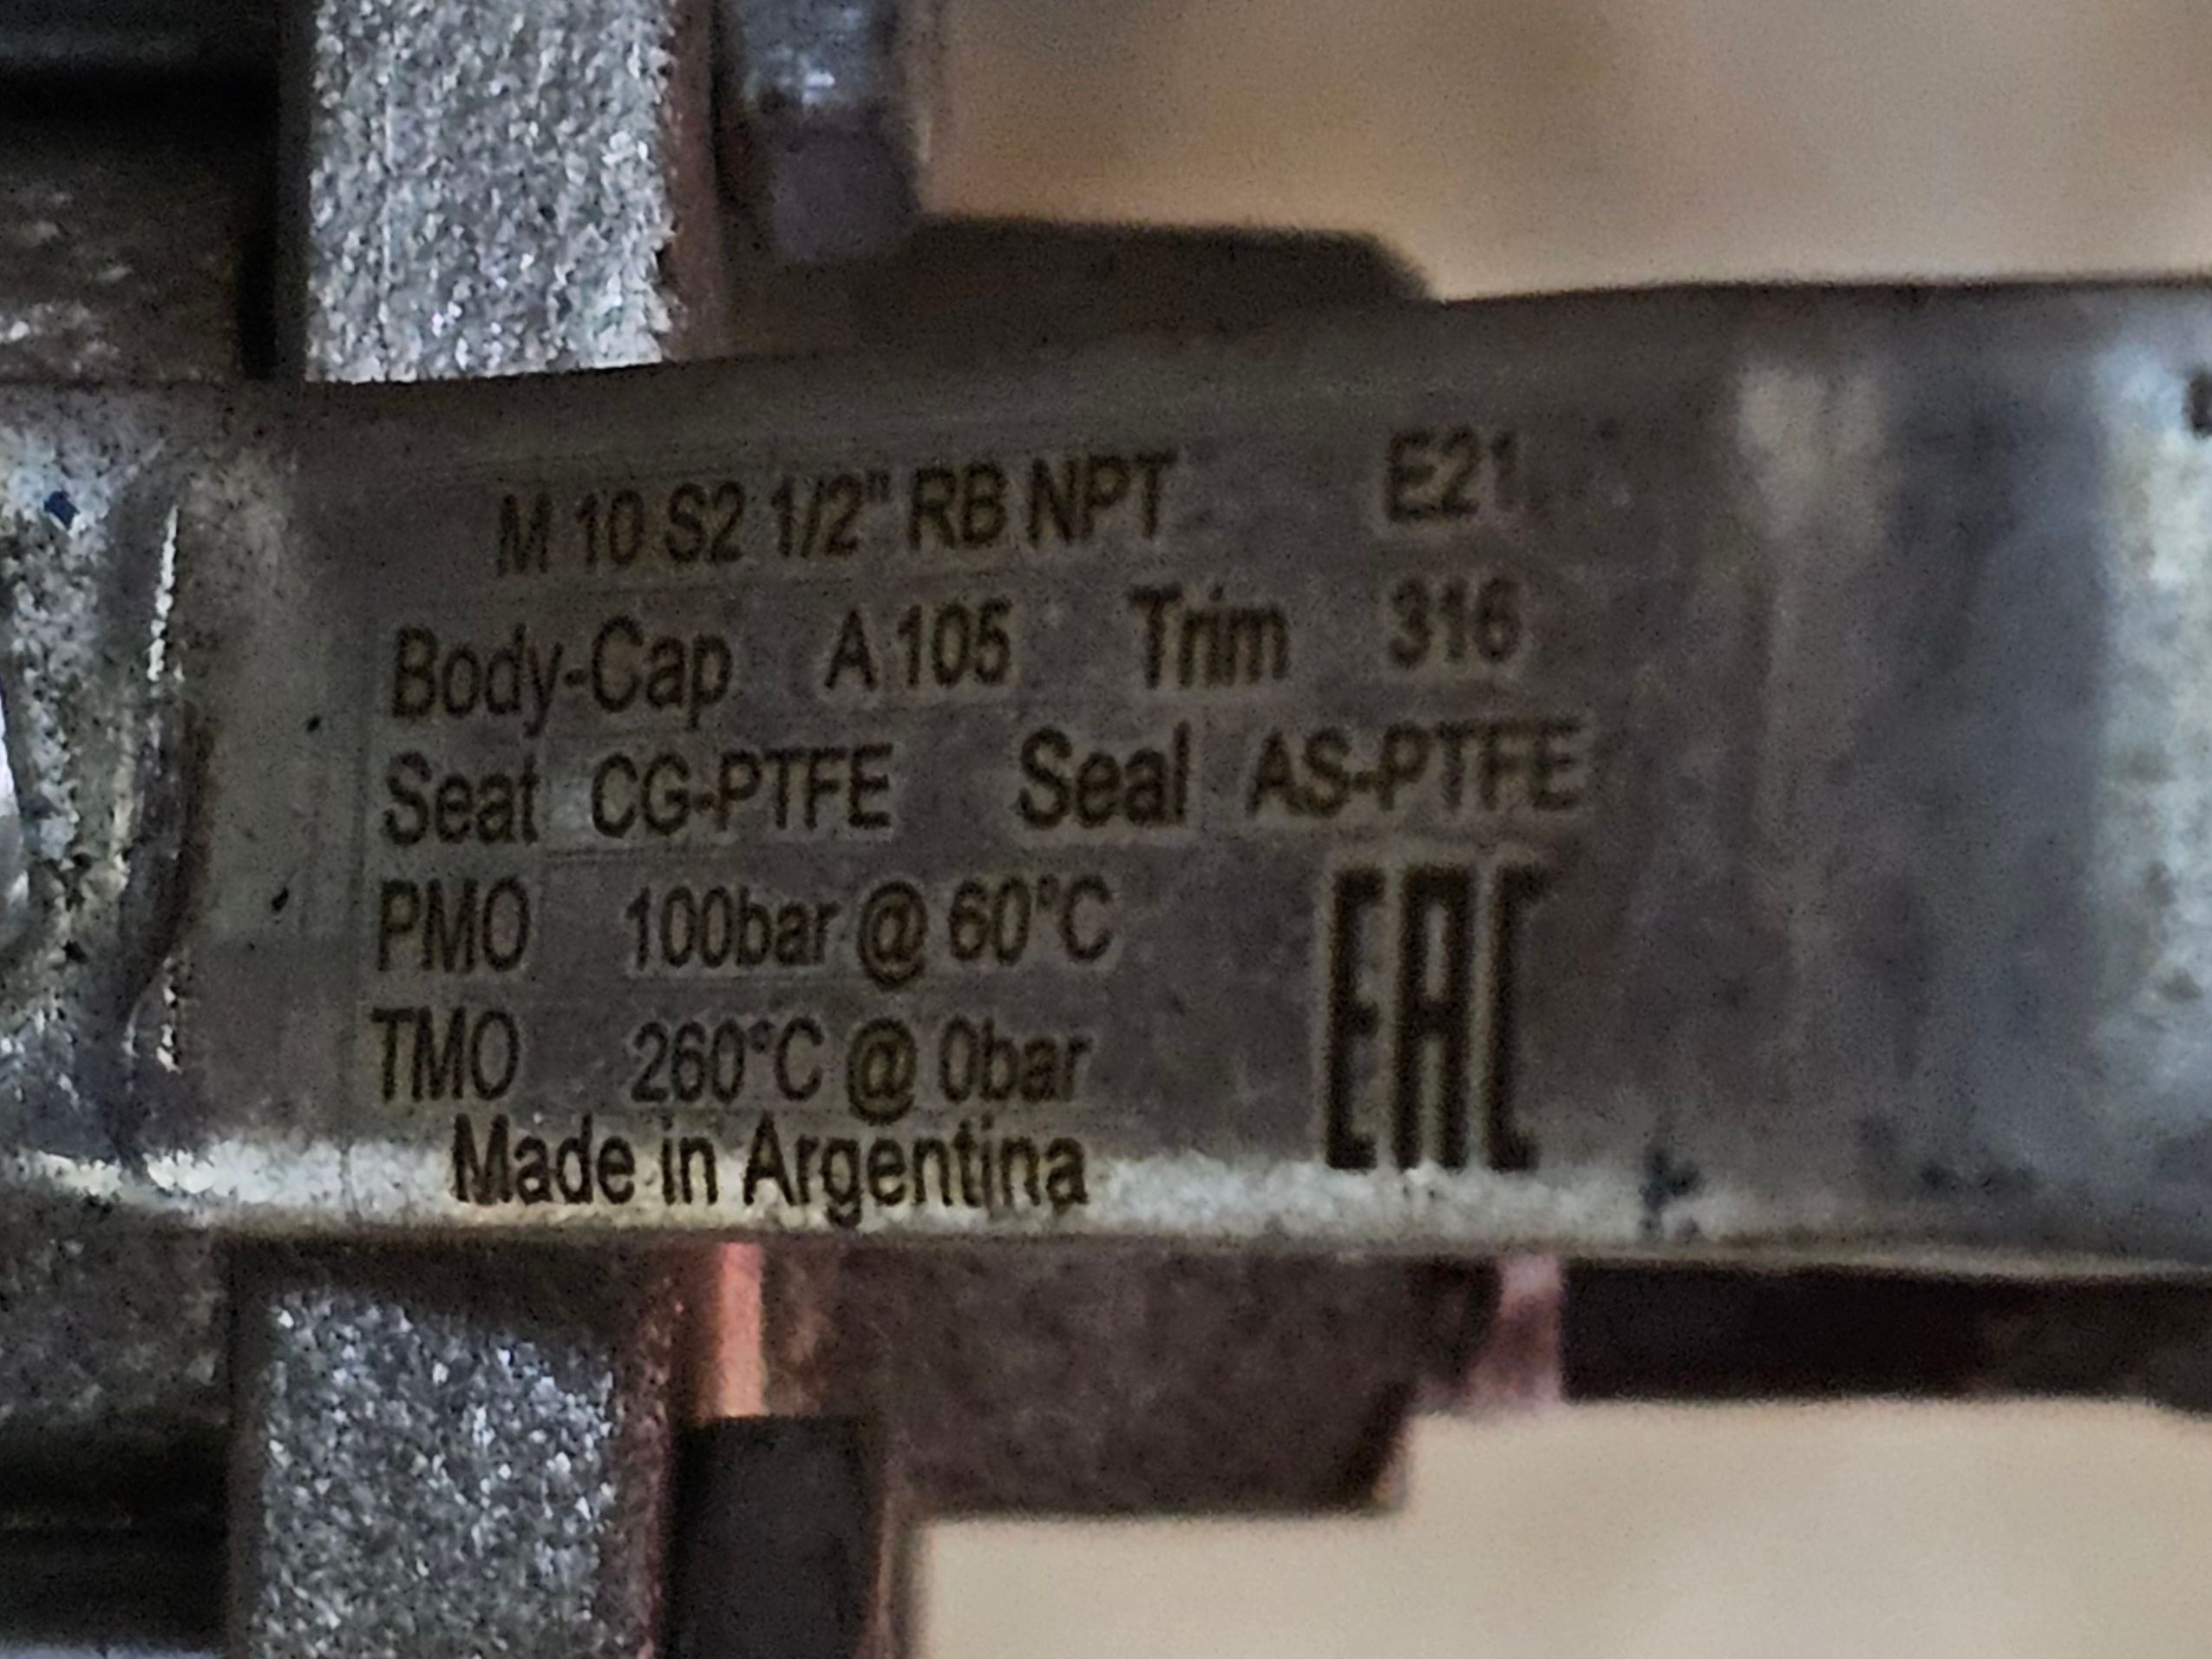 M 10 S2 1/2" RB NPT E21
Body-Cap A 105 Trim 316
Seat CG-PTFE Seal AS-PTFE
PMO 100bar @ 60°C
TMO 260°C @ 0bar
EAC
Made in Argentina